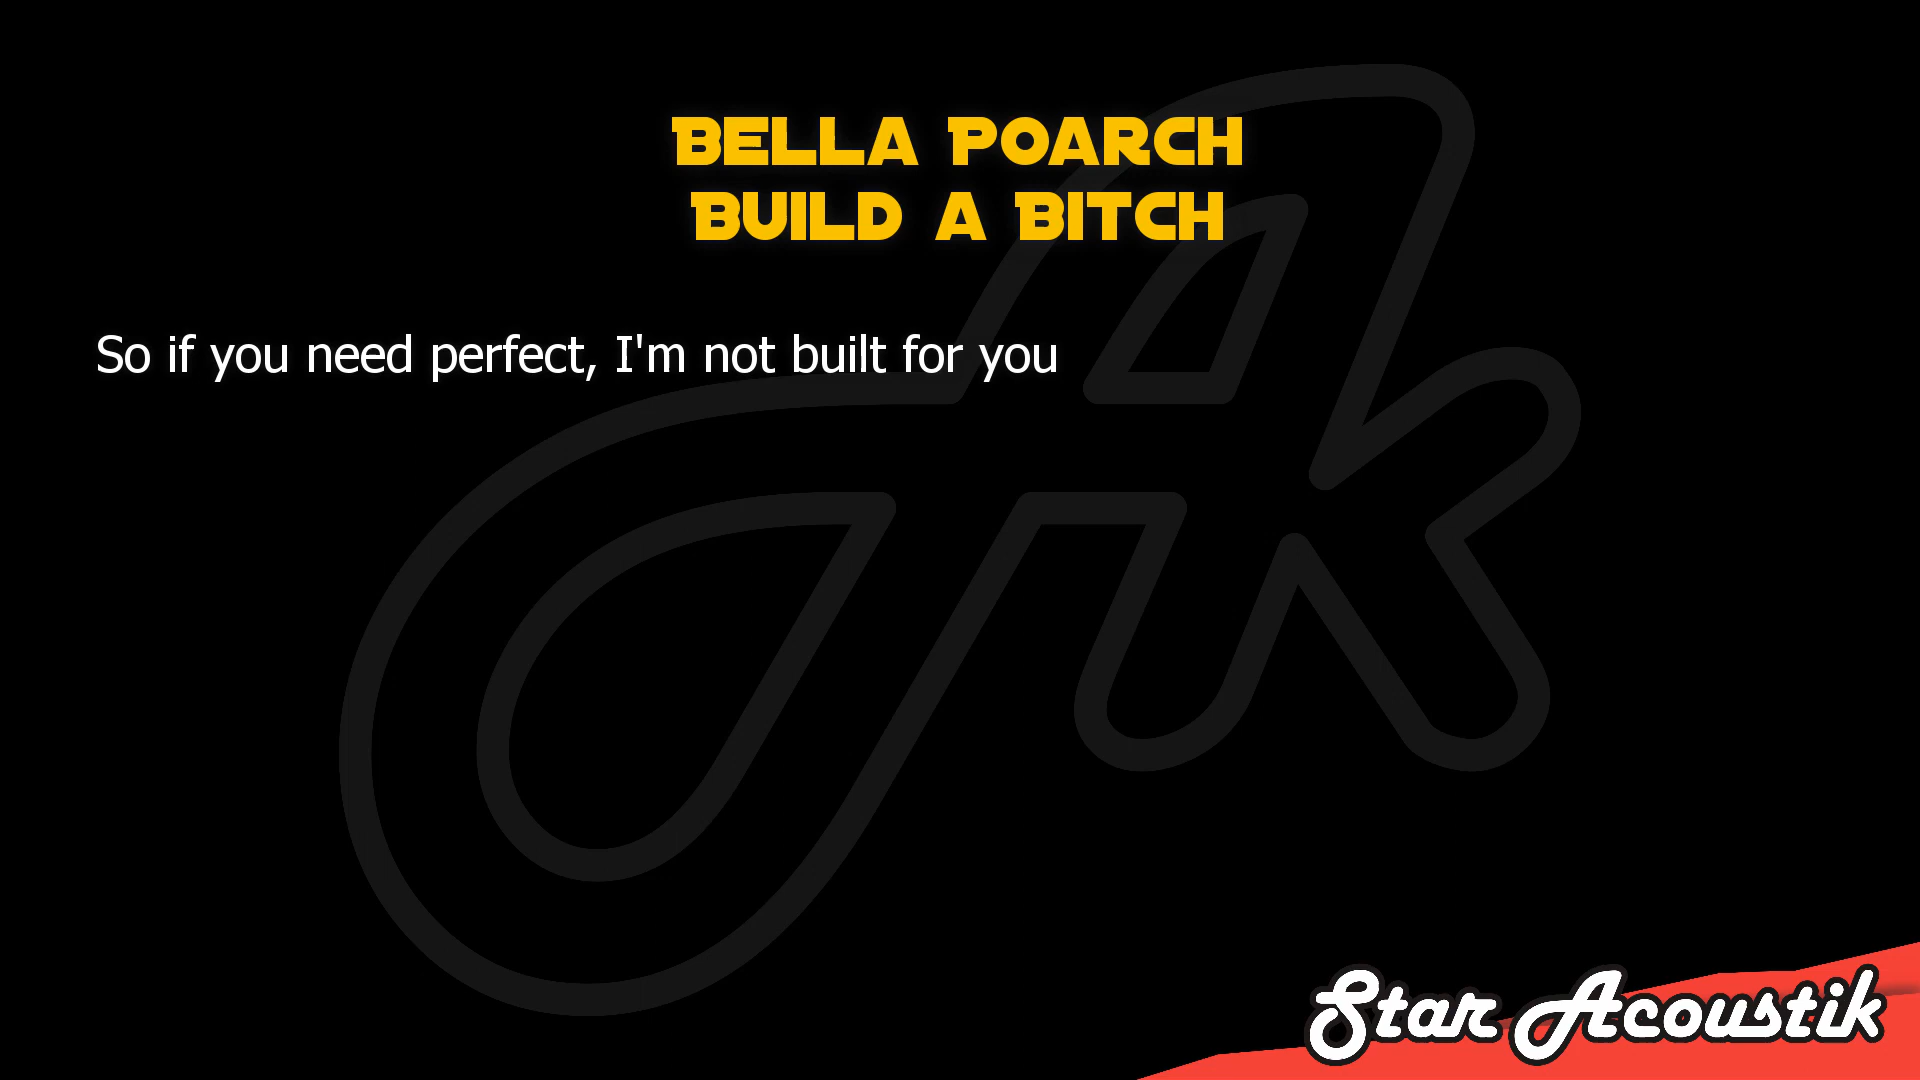 BELLA POARCH
BUILD A BITCH
So if you need perfect, I'm not built for you
Star Acoustik